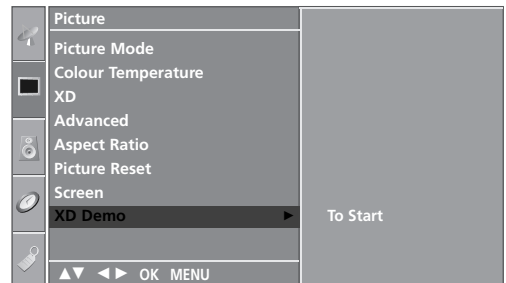 Picture
Picture Mode
Colour Temperature
XD
Advanced
Aspect Ratio
Picture Reset
Screen
XD Demo ► To Start
▲▼ ◄► OK MENU